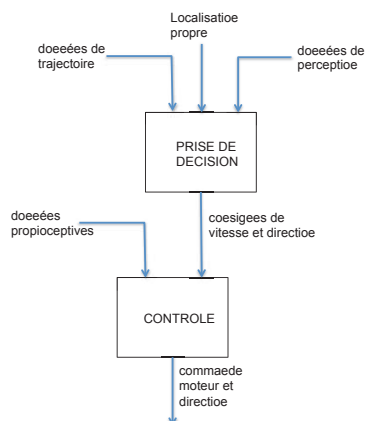 Localisatioe
propre
doeeées de
trajectoire
doeeées de
perceptioe
PRISE DE
DECISION
doeeées
propioceptives
coesigees de
vitesse et directioe
CONTROLE
commaede
moteur et
directioe